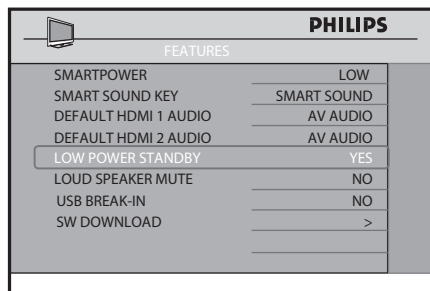 PHILIPS
FEATURES
SMARTPOWER LOW
SMART SOUND KEY SMART SOUND
DEFAULT HDMI 1 AUDIO AV AUDIO
DEFAULT HDMI 2 AUDIO AV AUDIO
LOW POWER STANDBY YES
LOUD SPEAKER MUTE NO
USB BREAK-IN NO
SW DOWNLOAD >